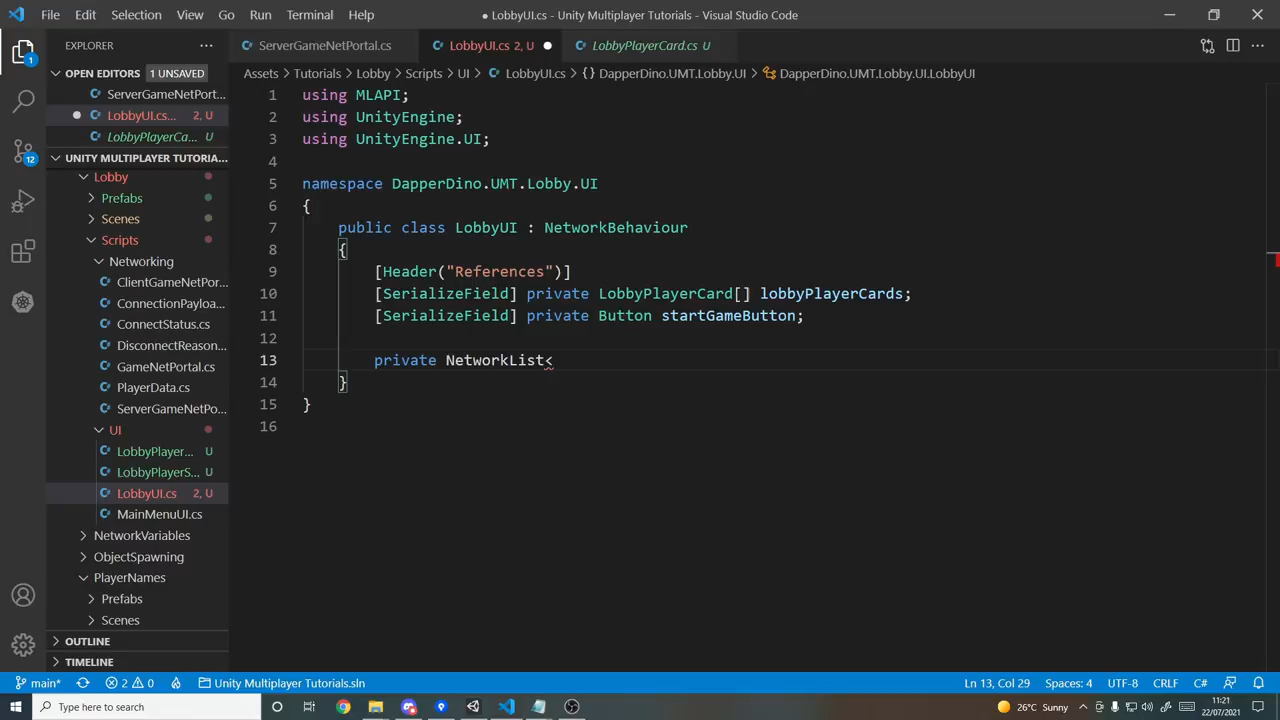 File Edit Selection View Go Run Terminal Help
● LobbyUI.cs - Unity Multiplayer Tutorials - Visual Studio Code
EXPLORER
OPEN EDITORS 1 UNSAVED
ServerGameNetPort...
LobbyUI.cs... 2, U
LobbyPlayerCa... U
UNITY MULTIPLAYER TUTORIA...
Lobby
Prefabs
Scenes
Scripts
Networking
ClientGameNetPor...
ConnectionPayloa...
ConnectStatus.cs
DisconnectReason...
GameNetPortal.cs
PlayerData.cs
ServerGameNetPo...
UI
LobbyPlayer... U
LobbyPlayerS... U
LobbyUI.cs 2, U
MainMenuUI.cs
NetworkVariables
ObjectSpawning
PlayerNames
Prefabs
Scenes
OUTLINE
TIMELINE
1
12
ServerGameNetPortal.cs
LobbyUI.cs 2, U
LobbyPlayerCard.cs U
Assets > Tutorials > Lobby > Scripts > UI > LobbyUI.cs > {} DapperDino.UMT.Lobby.UI > DapperDino.UMT.Lobby.UI.LobbyUI
1 using MLAPI;
2 using UnityEngine;
3 using UnityEngine.UI;
4
5 namespace DapperDino.UMT.Lobby.UI
6 {
7 public class LobbyUI : NetworkBehaviour
8 {
9 [Header("References")]
10 [SerializeField] private LobbyPlayerCard[] lobbyPlayerCards;
11 [SerializeField] private Button startGameButton;
12
13 private NetworkList<
14 }
15 }
16
main* 2 0 Unity Multiplayer Tutorials.sln
Ln 13, Col 29 Spaces: 4 UTF-8 CRLF C#
Type here to search
26°C Sunny
11:21
22/07/2021